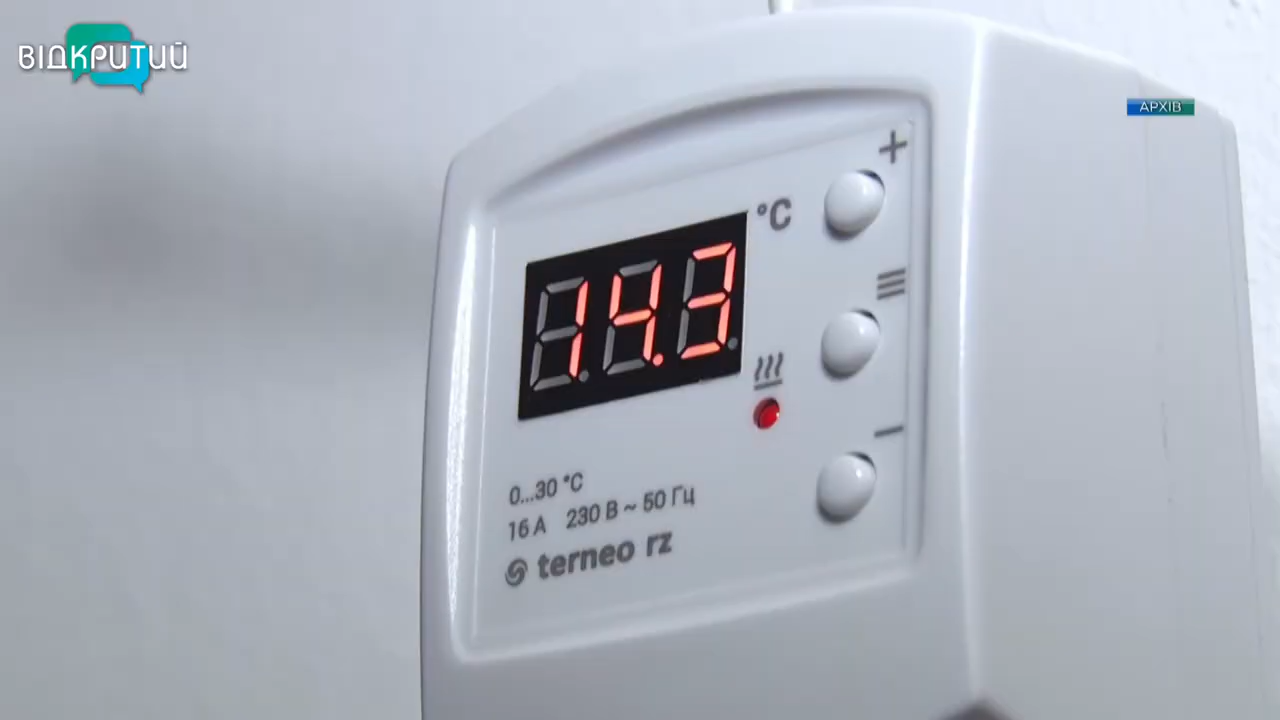 ВІДКРИТИЙ
АРХІВ
+
°C
14.3
−
0...30 °C
16 А 230 В ~ 50 Гц
terneo rz